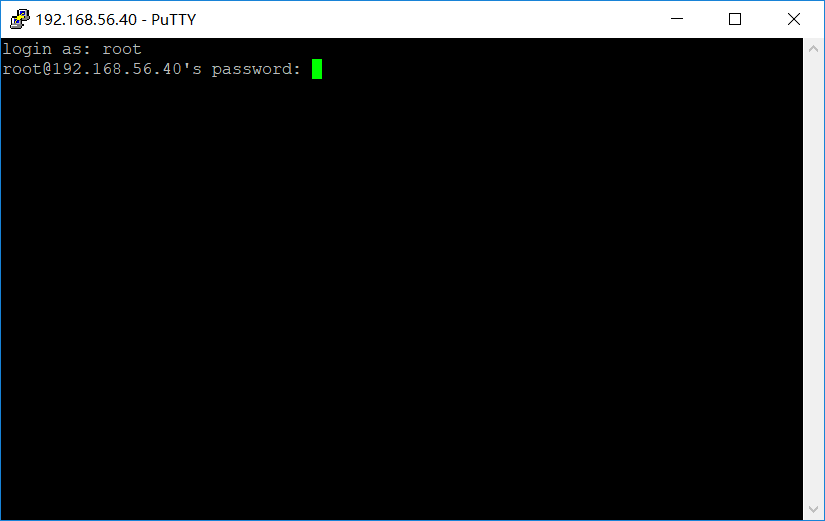 192.168.56.40 - PuTTY
login as: root
root@192.168.56.40's password: